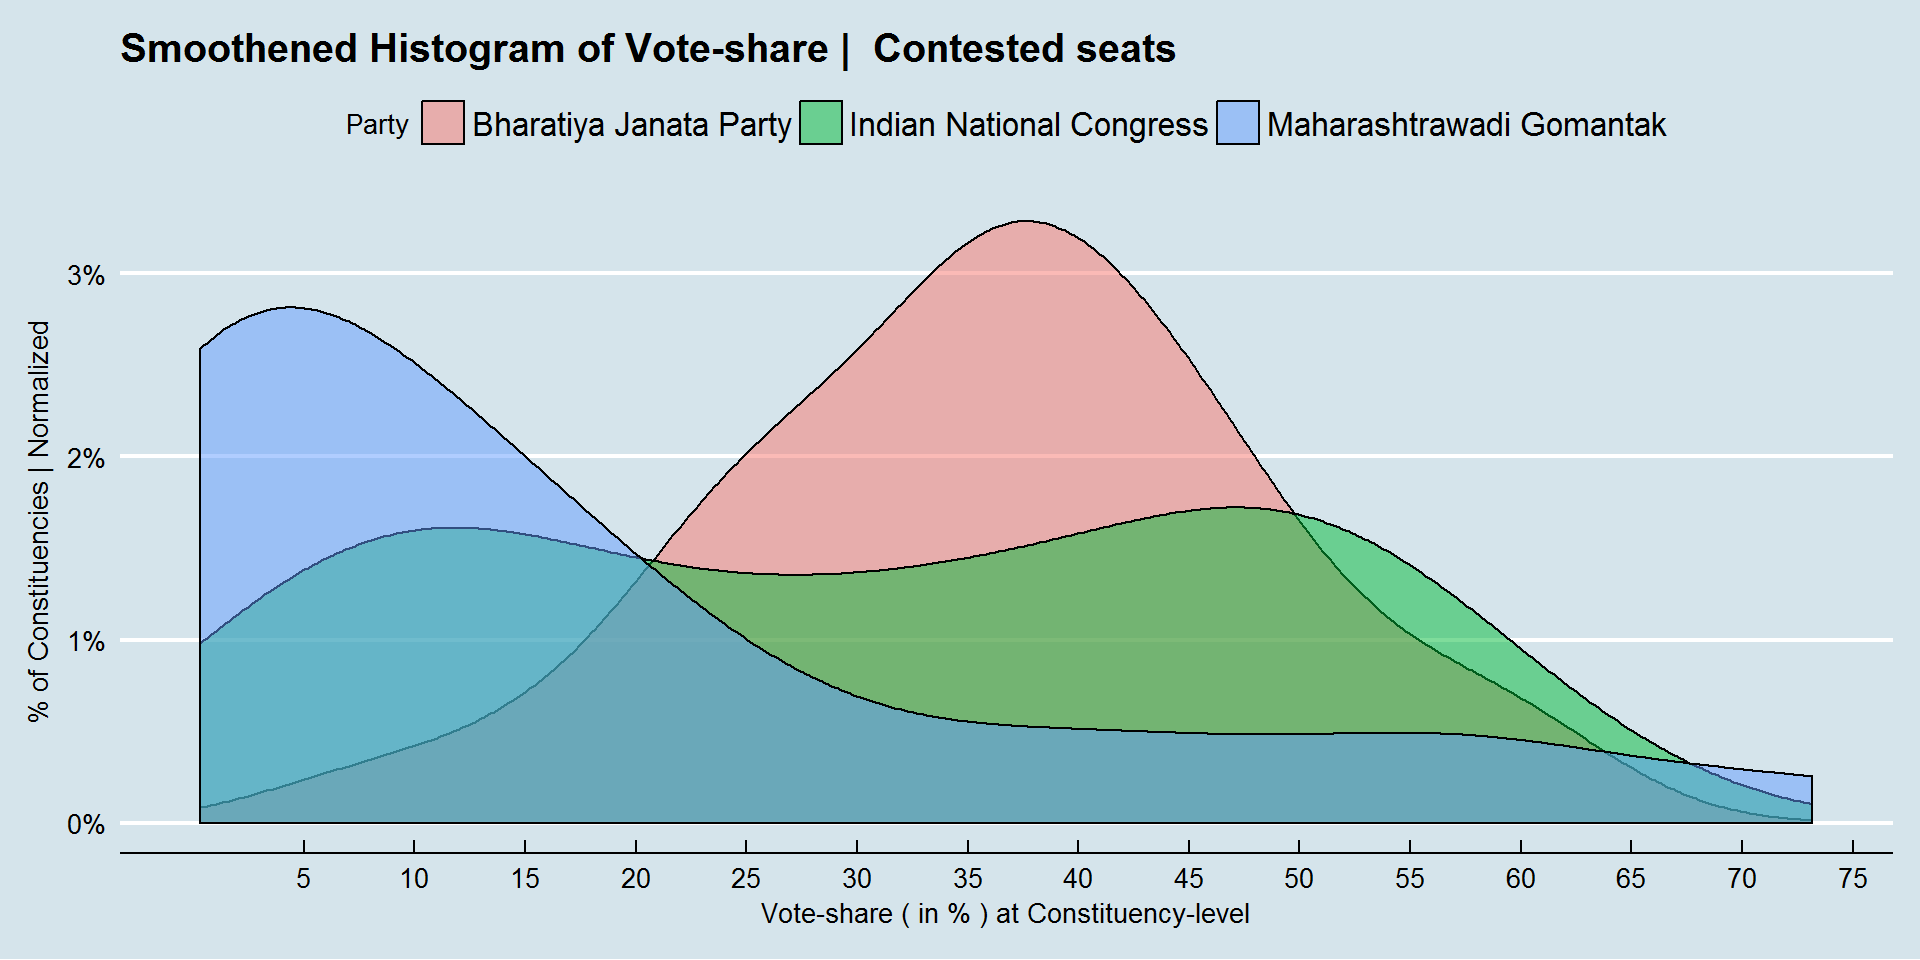 Smoothened Histogram of Vote-share |  Contested seats
Party Bharatiya Janata Party Indian National Congress Maharashtrawadi Gomantak
% of Constituencies | Normalized
3%
2%
1%
0%
5 10 15 20 25 30 35 40 45 50 55 60 65 70 75
Vote-share ( in % ) at Constituency-level